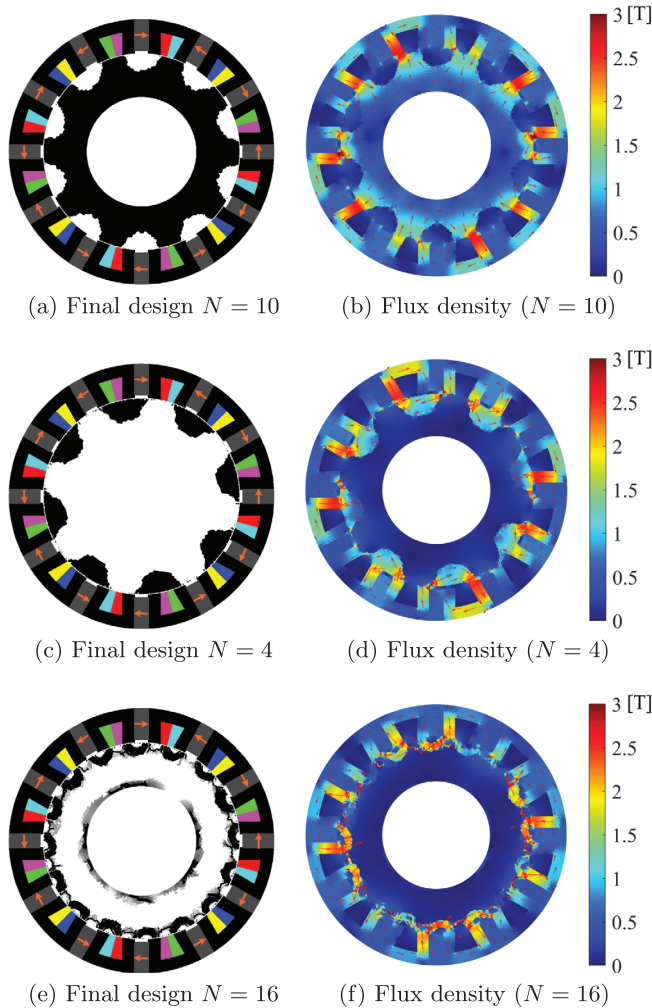 3 [T]
2.5
2
1.5
1
0.5
0
(a) Final design N = 10
(b) Flux density (N = 10)
3 [T]
2.5
2
1.5
1
0.5
0
(c) Final design N = 4
(d) Flux density (N = 4)
3 [T]
2.5
2
1.5
1
0.5
0
(e) Final design N = 16
(f) Flux density (N = 16)